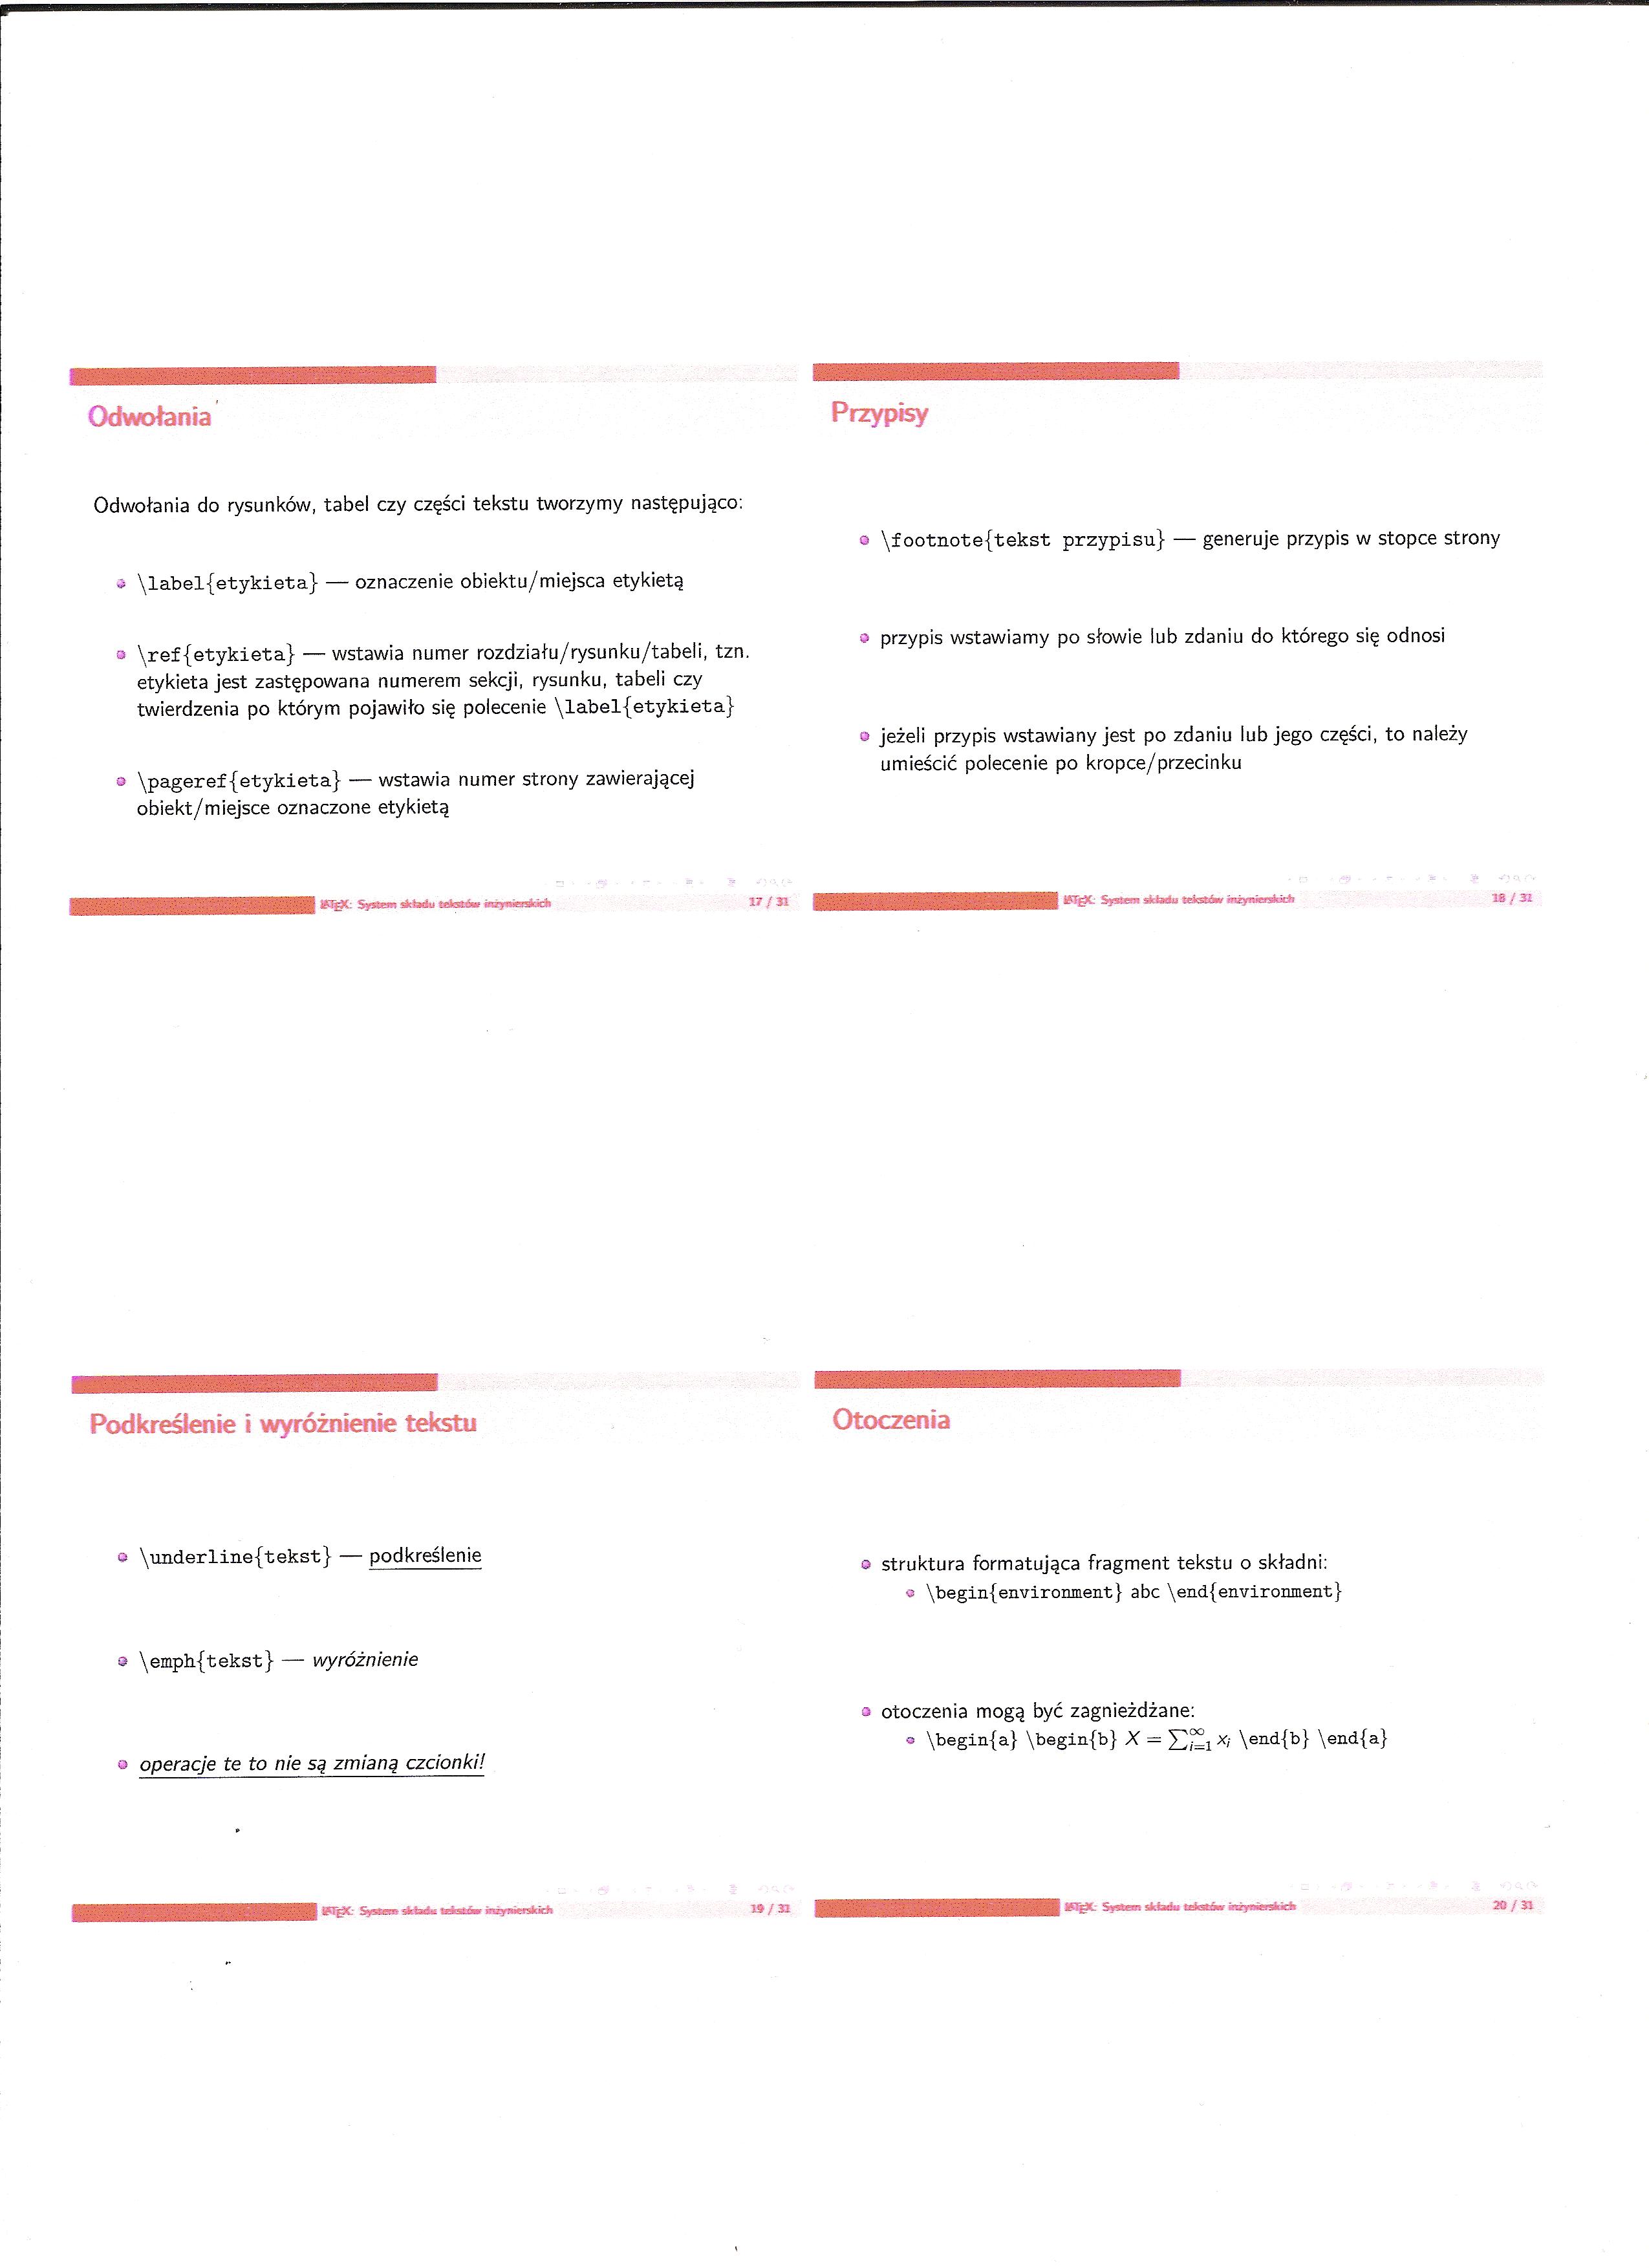 Odwołania
Odwołania do rysunków, tabel czy części tekstu tworzymy następująco:
\label{etykieta} — oznaczenie obiektu/miejsca etykietą
\ref{etykieta} — wstawia numer rozdziału/rysunku/tabeli, tzn.
etykieta jest zastępowana numerem sekcji, rysunku, tabeli czy
twierdzenia po którym pojawiło się polecenie \label{etykieta}
\pageref{etykieta} — wstawia numer strony zawierającej
obiekt/miejsce oznaczone etykietą
LATEX: System składu tekstów inżynierskich 17 / 31
Przypisy
\footnote{tekst przypisu} — generuje przypis w stopce strony
przypis wstawiamy po słowie lub zdaniu do którego się odnosi
jeżeli przypis wstawiany jest po zdaniu lub jego części, to należy
umieścić polecenie po kropce/przecinku
LATEX: System składu tekstów inżynierskich 18 / 31
Podkreślenie i wyróżnienie tekstu
\underline{tekst} — podkreślenie
\emph{tekst} — wyróżnienie
operacje te to nie są zmianą czcionki!
LATEX: System składu tekstów inżynierskich 19 / 31
Otoczenia
struktura formatująca fragment tekstu o składni:
\begin{environment} abc \end{environment}
otoczenia mogą być zagnieżdżane:
\begin{a} \begin{b} X = ∑_{i=1}^{∞} x_i \end{b} \end{a}
LATEX: System składu tekstów inżynierskich 20 / 31